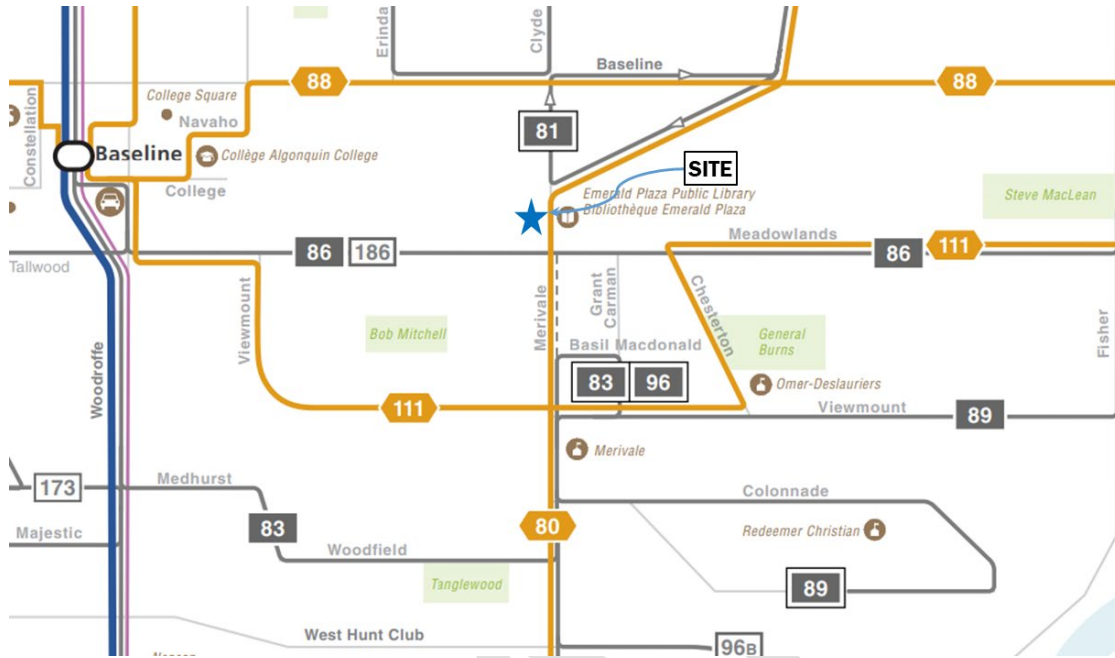 Erinda
Clyde
Baseline
88
88
College Square
Navaho
Constellation
81
Baseline
Collège Algonquin College
College
SITE
Emerald Plaza Public Library
Bibliothèque Emerald Plaza
Steve MacLean
Meadowlands
86
186
86
111
Tallwood
Viewmount
Merivale
Grant
Carman
Chesterton
Bob Mitchell
General
Burns
Fisher
Basil Macdonald
83
96
Omer-Deslauriers
Woodroffe
111
Viewmount
89
Merivale
173
Medhurst
Colonnade
83
80
Majestic
Redeemer Christian
Woodfield
Tanglewood
89
West Hunt Club
96B